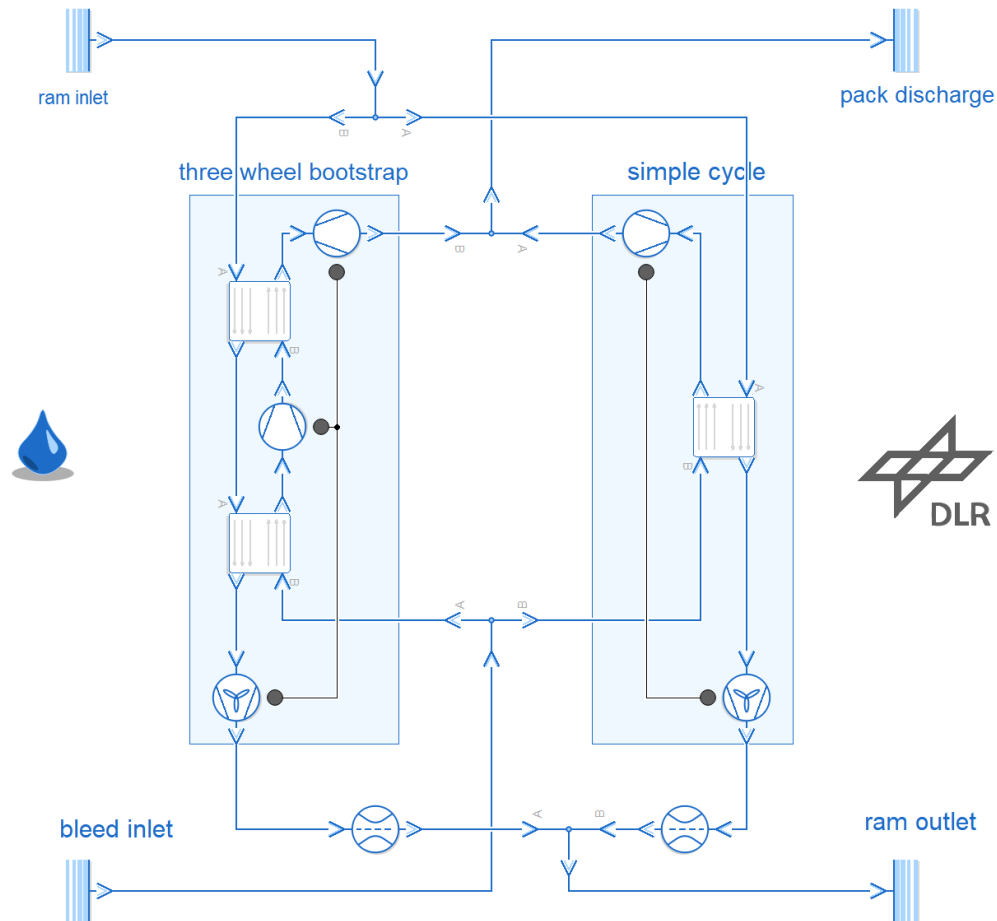 ram inlet
pack discharge
B
A
three wheel bootstrap
simple cycle
B
A
A
B
A
B
A
B
A
B
A
B
DLR
A
B
bleed inlet
ram outlet